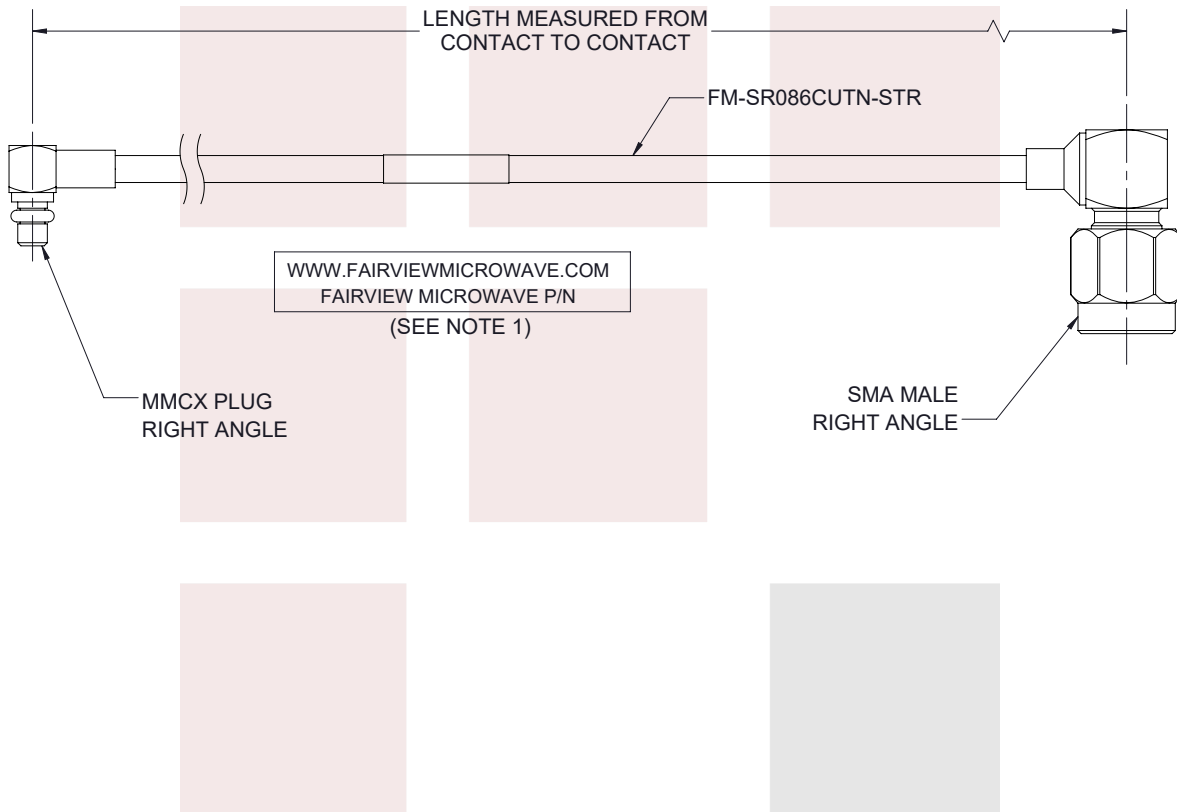 LENGTH MEASURED FROM
CONTACT TO CONTACT
FM-SR086CUTN-STR
WWW.FAIRVIEWMICROWAVE.COM
FAIRVIEW MICROWAVE P/N
(SEE NOTE 1)
MMCX PLUG
RIGHT ANGLE
SMA MALE
RIGHT ANGLE